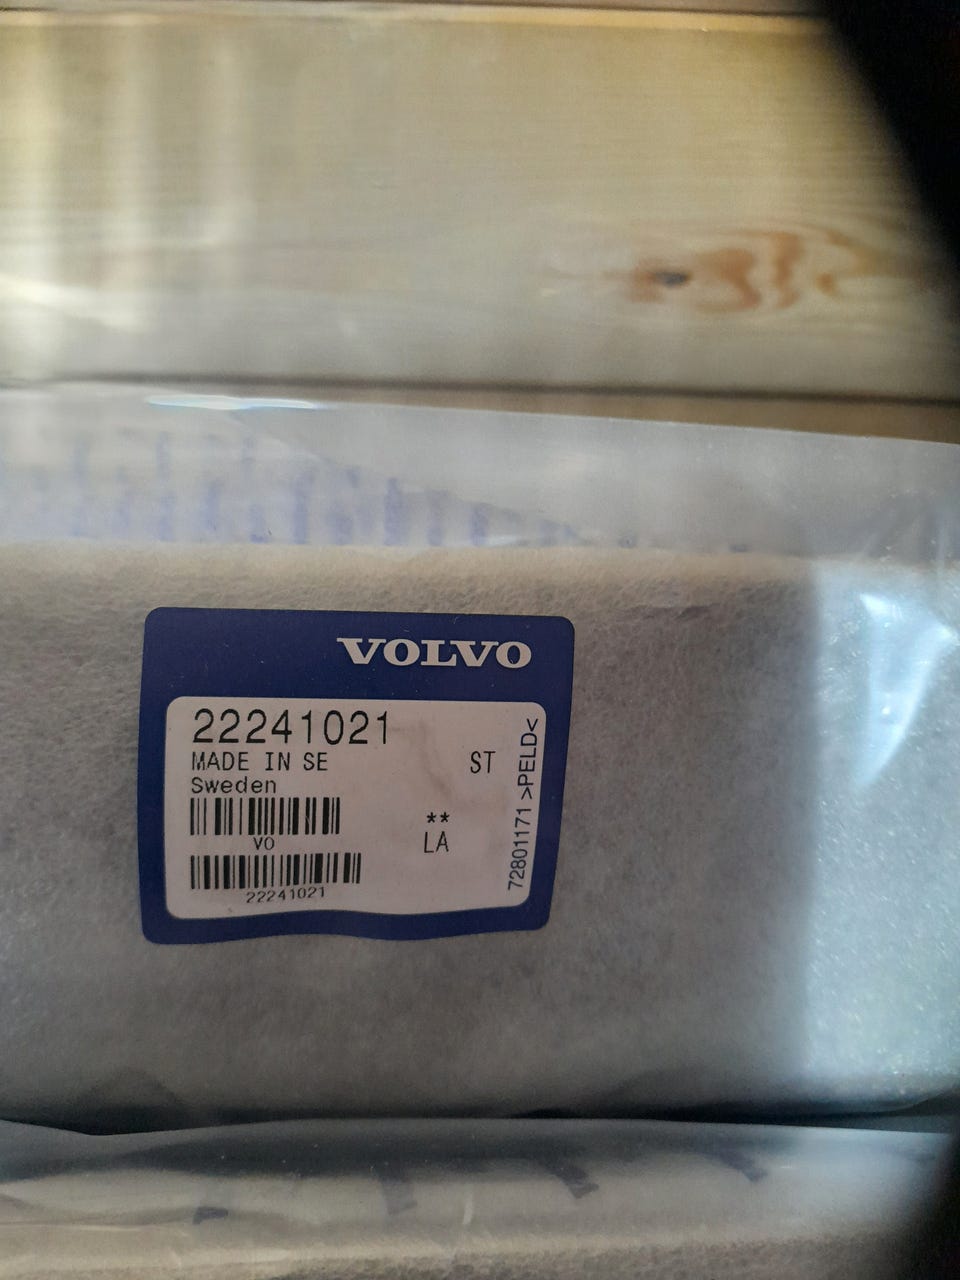 VOLVO
22241021
MADE IN SE
ST
Sweden
VO
**
LA
22241021
72801171 >PELD<